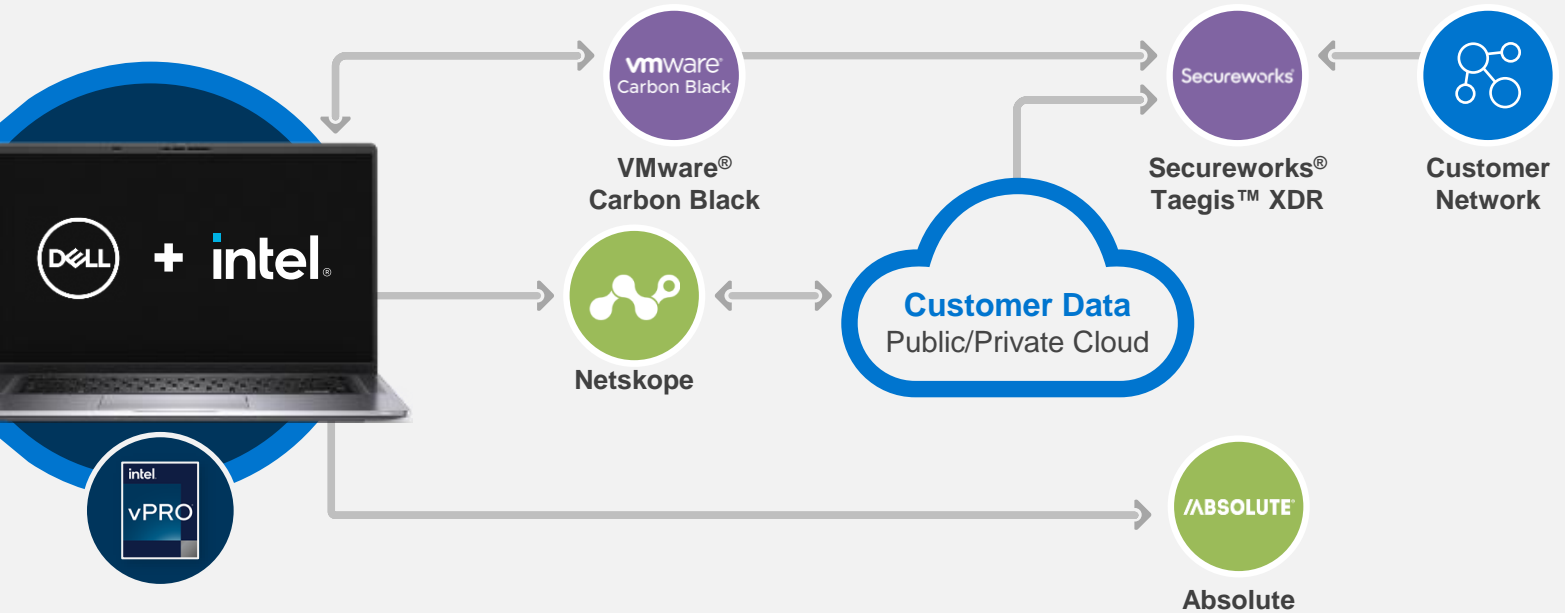 vmware®
Carbon Black
Secureworks®
VMware®
Carbon Black
Secureworks®
Taegis™ XDR
Customer
Network
DELL + intel®
Customer Data
Public/Private Cloud
Netskope
intel
vPRO
ABSOLUTE®
Absolute